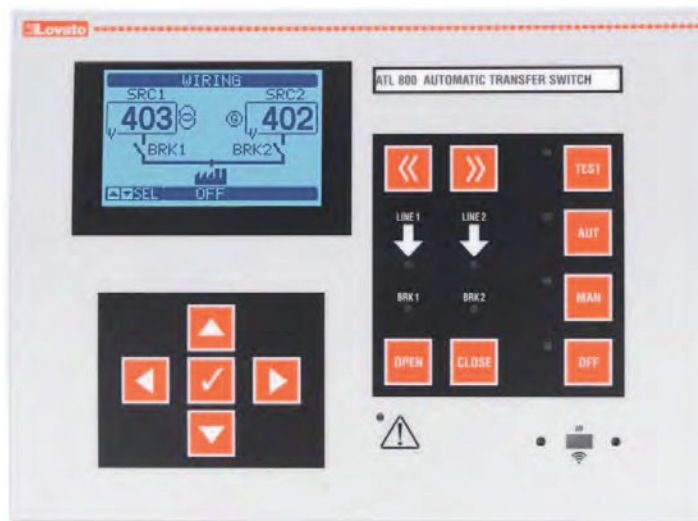 Lovato
WIRING
SRC1 SRC2
403 G 402
V V
BRK1 BRK2
SEL OFF
ATL 800 AUTOMATIC TRANSFER SWITCH
TEST
LINE 1 LINE 2
AUT
BRK1 BRK2
MAN
OPEN CLOSE
OFF